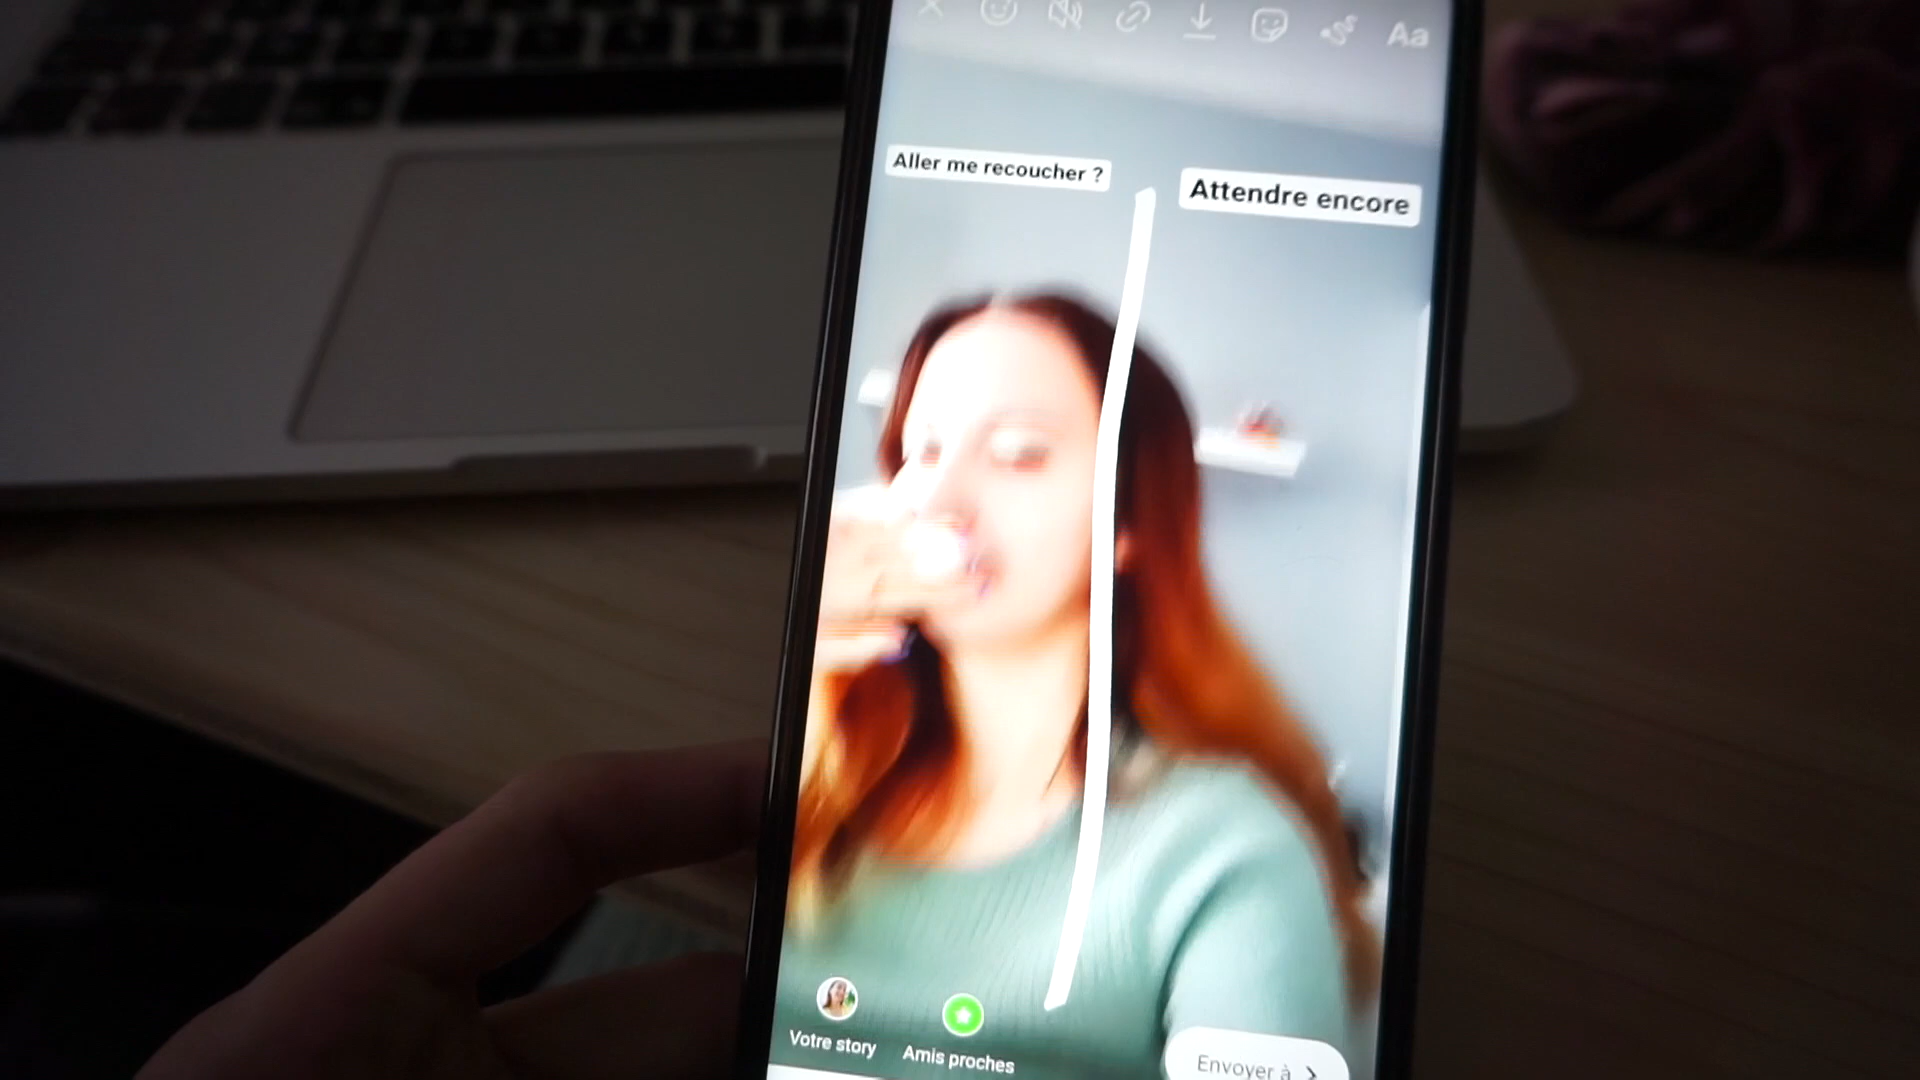 Aa
Aller me recoucher ?
Attendre encore
Votre story
Amis proches
Envoyer à